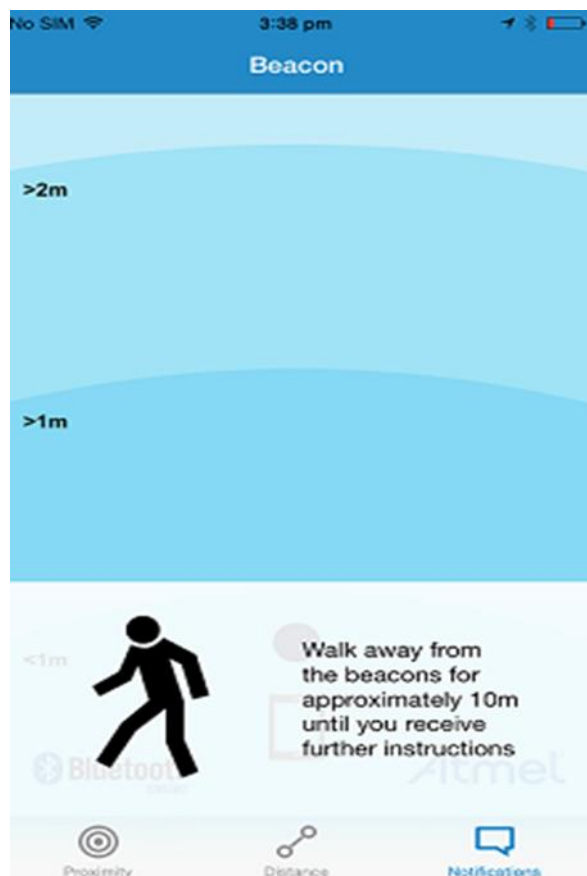 No SIM 3:38 pm
Beacon
>2m
>1m
<1m
Walk away from
the beacons for
approximately 10m
until you receive
further instructions
Bluetooth
Atmel
Proximity Distance Notifications